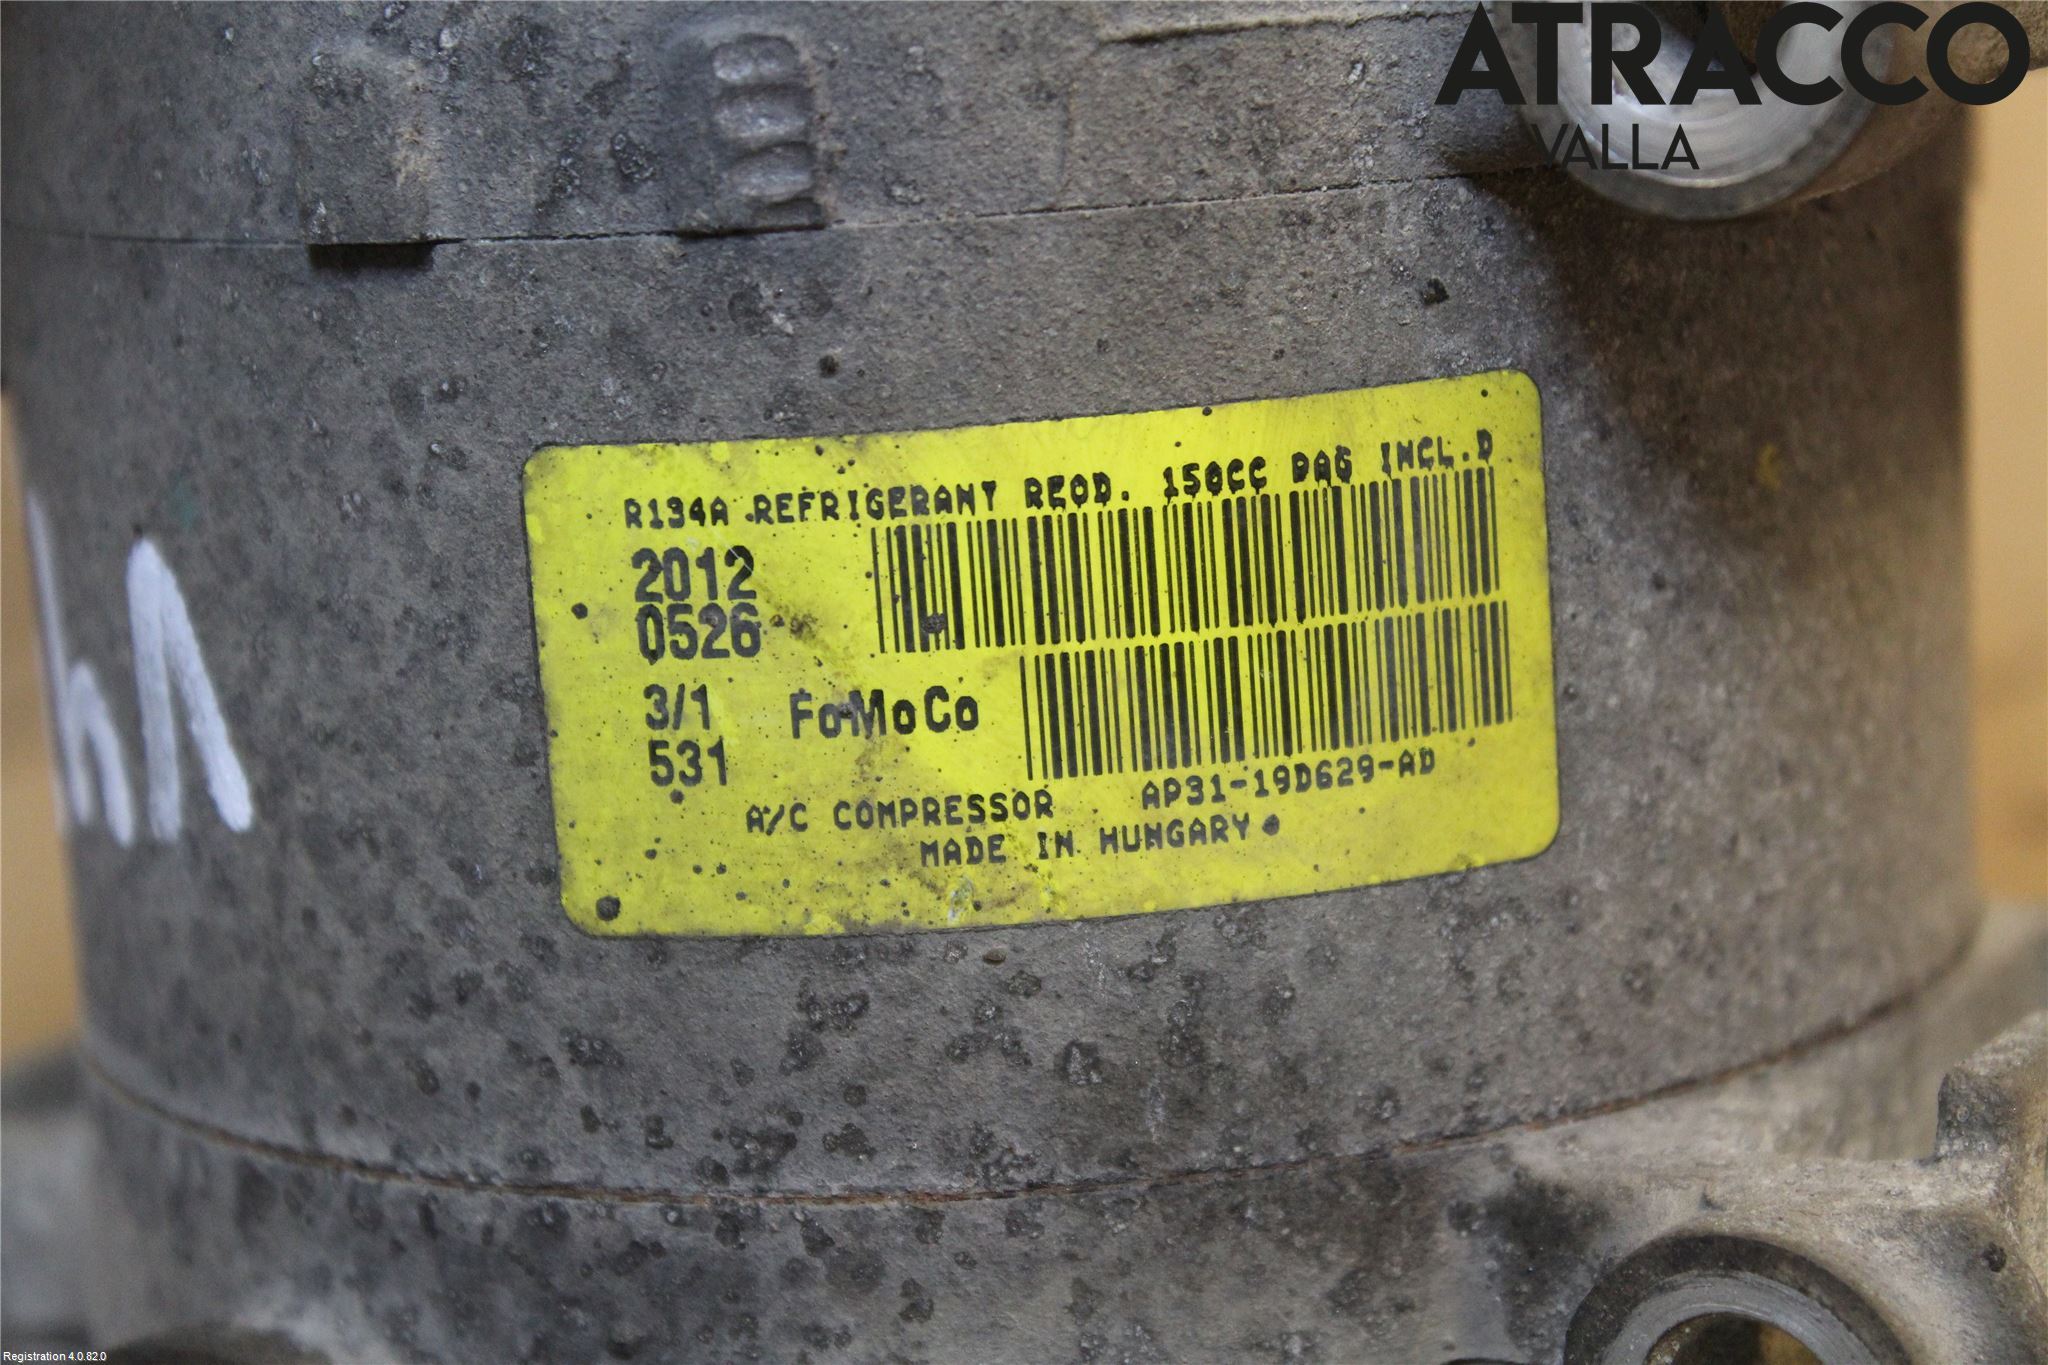 ATRACCO
VALLA
R134A REFRIGERANT REQD. 150CC PAG INCL.D
2012
0526
3/1 FoMoCo
531
A/C COMPRESSOR AP31-19D629-AD
MADE IN HUNGARY
Registration 4.0.82.0